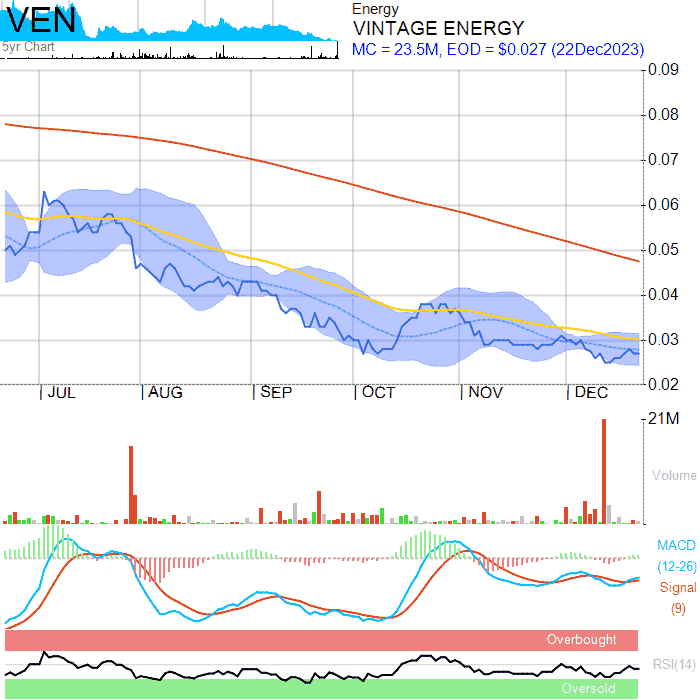 VEN
5yr Chart
Energy
VINTAGE ENERGY
MC = 23.5M, EOD = $0.027 (22Dec2023)
0.09
0.08
0.07
0.06
0.05
0.04
0.03
0.02
JUL AUG SEP OCT NOV DEC
21M
Volume
MACD
(12-26)
Signal
(9)
Overbought
RSI(14)
Oversold